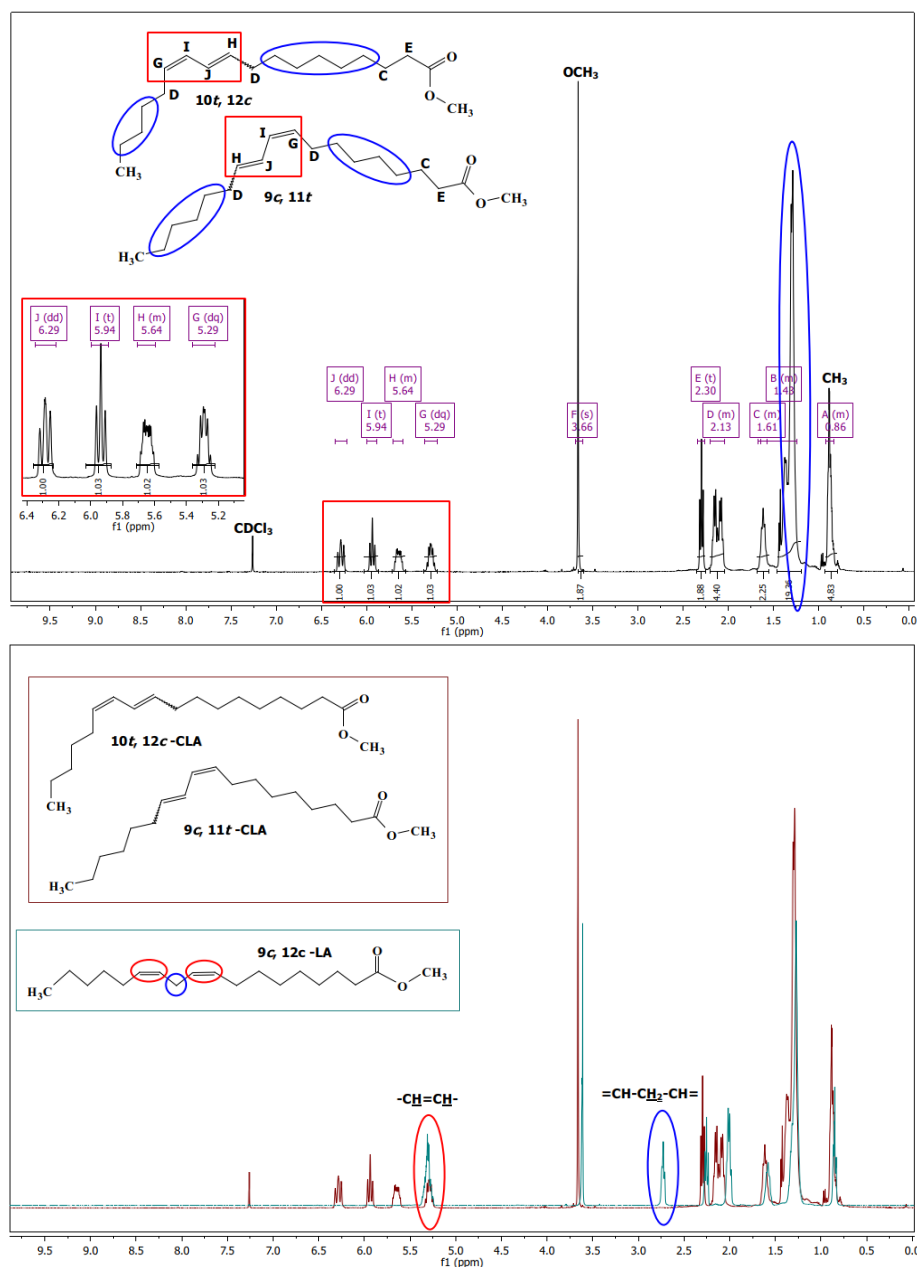 H
I
E
O
G
J
D
C
O
CH₃
D
10t, 12c
I
G
D
C
O
CH₃
H
J
E
O
CH₃
D
9c, 11t
H₃C
OCH₃
J (dd)
6.29
I (t)
5.94
H (m)
5.64
G (dq)
5.29
1.00
1.03
1.02
1.03
6.4 6.2 6.0 5.8 5.6 5.4 5.2
f1 (ppm)
J (dd)
6.29
I (t)
5.94
H (m)
5.64
G (dq)
5.29
F (s)
3.66
E (t)
2.30
D (m)
2.13
C (m)
1.61
B (m)
1.43
CH₃
A (m)
0.86
CDCl₃
1.00
1.03
1.02
1.03
1.87
1.88
4.40
2.25
19.36
4.83
9.5 9.0 8.5 8.0 7.5 7.0 6.5 6.0 5.5 5.0 4.5 4.0 3.5 3.0 2.5 2.0 1.5 1.0 0.5 0.0
f1 (ppm)
O
O
CH₃
10t, 12c -CLA
CH₃
O
O
CH₃
9c, 11t -CLA
H₃C
9c, 12c -LA
O
H₃C
O
CH₃
-CH=CH-
=CH-CH₂-CH=
9.5 9.0 8.5 8.0 7.5 7.0 6.5 6.0 5.5 5.0 4.5 4.0 3.5 3.0 2.5 2.0 1.5 1.0 0.5 0.0
f1 (ppm)